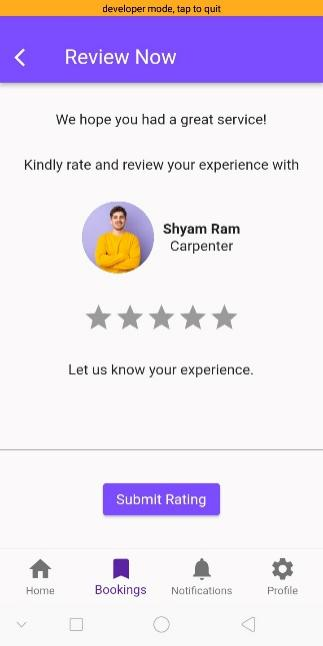 developer mode, tap to quit
Review Now
We hope you had a great service!
Kindly rate and review your experience with
Shyam Ram
Carpenter
Let us know your experience.
Submit Rating
Home
Bookings
Notifications
Profile